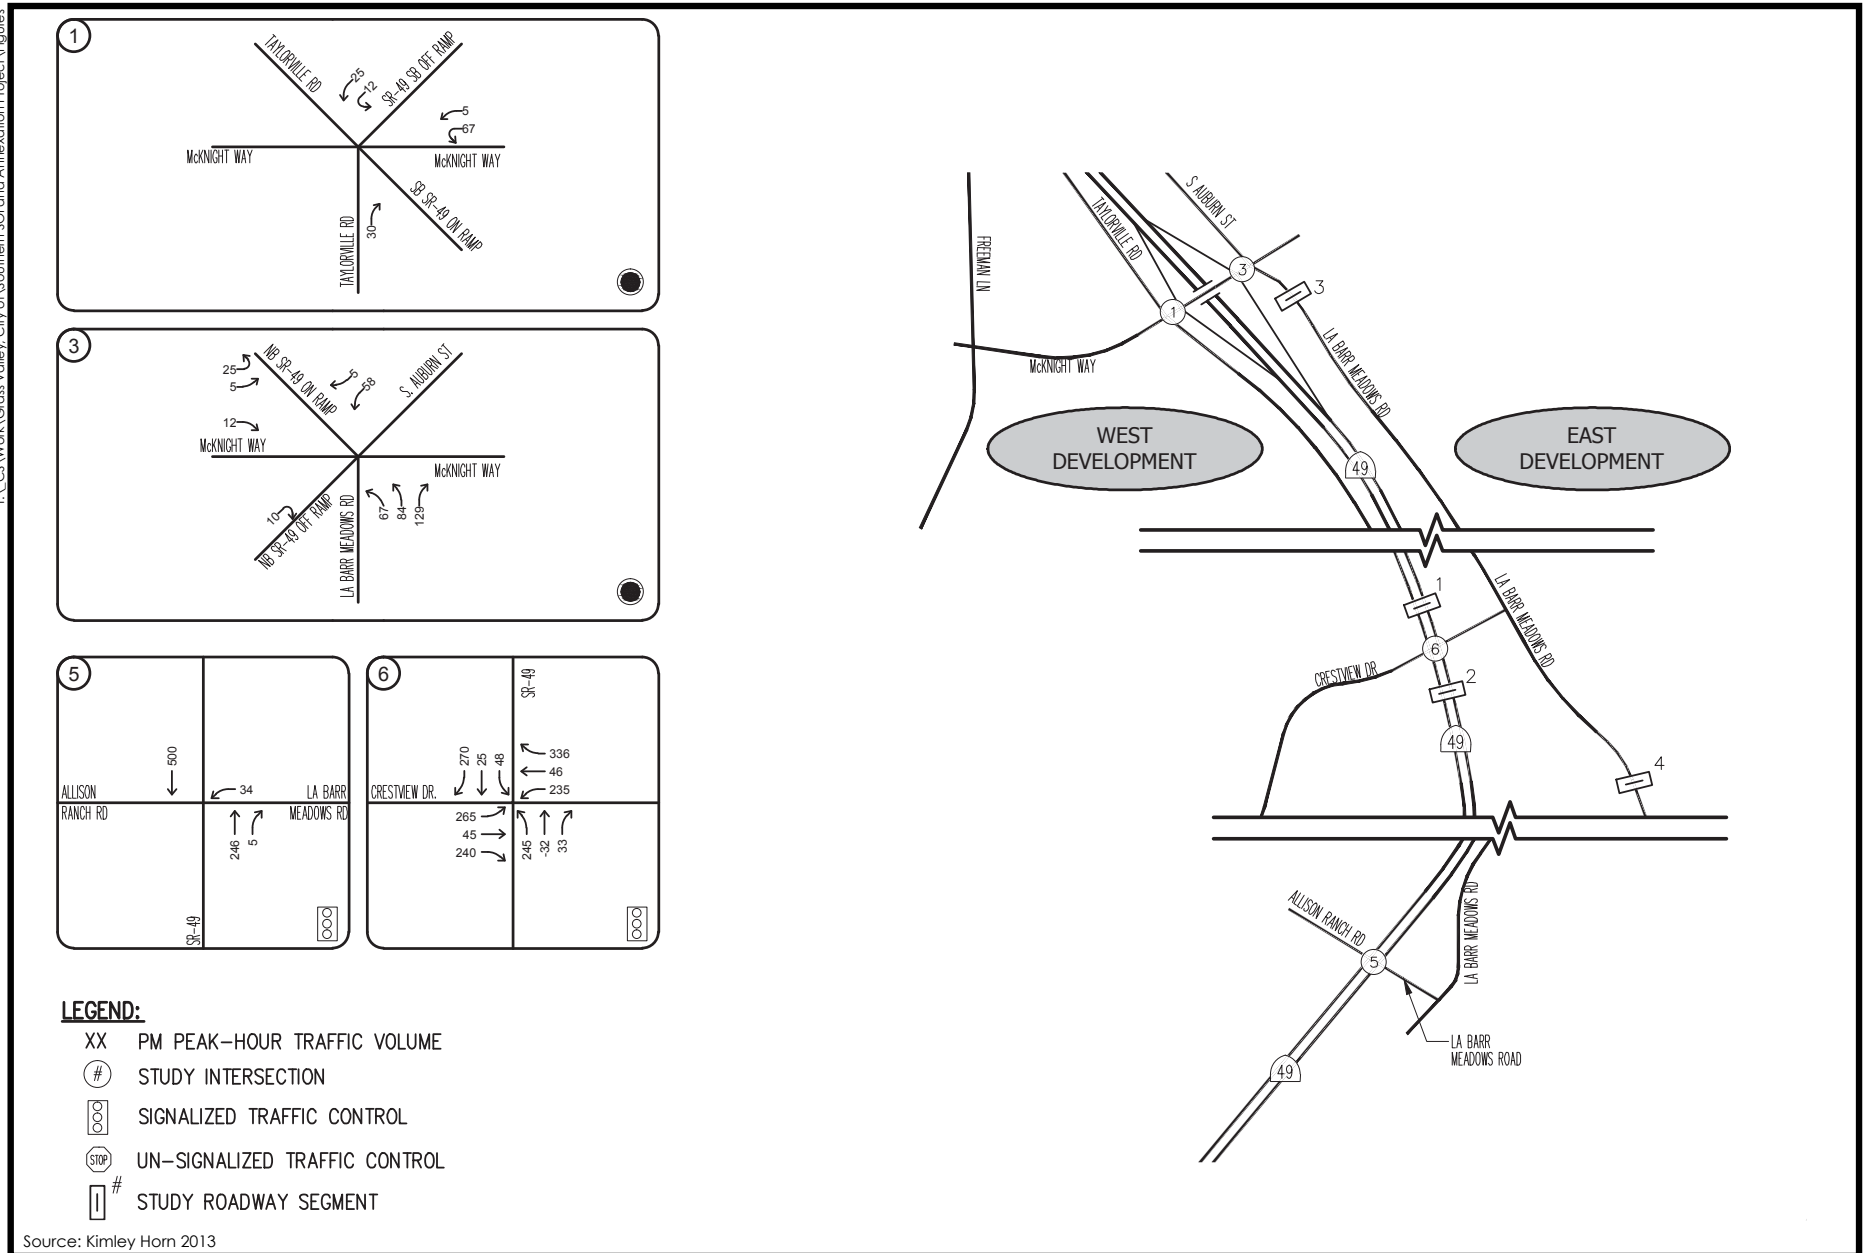 1
TAYLORVILLE RD
25
12
SR-49 SB OFF RAMP
5
67
McKNIGHT WAY
McKNIGHT WAY
SB SR-49 ON RAMP
TAYLORVILLE RD
30
3
NB SR-49 ON RAMP
25
5
5
58
S. AUBURN ST
12
McKNIGHT WAY
McKNIGHT WAY
10
NB SR-49 OFF RAMP
LA BARR MEADOWS RD
67
84
129
5
500
34
ALLISON
RANCH RD
LA BARR
MEADOWS RD
246
5
SR-49
6
SR-49
270
25
48
336
46
235
CRESTVIEW DR.
265
45
240
245
-32
33
LEGEND:
XX PM PEAK-HOUR TRAFFIC VOLUME
# STUDY INTERSECTION
SIGNALIZED TRAFFIC CONTROL
STOP UN-SIGNALIZED TRAFFIC CONTROL
# STUDY ROADWAY SEGMENT
Source: Kimley Horn 2013
FREEMAN LN
TAYLORVILLE RD
S AUBURN ST
3
3
1
McKNIGHT WAY
LA BARR MEADOWS RD
WEST
DEVELOPMENT
EAST
DEVELOPMENT
49
1
6
LA BARR MEADOWS RD
CRESTVIEW DR
2
49
4
ALLISON RANCH RD
5
LA BARR MEADOWS RD
LA BARR
MEADOWS ROAD
49